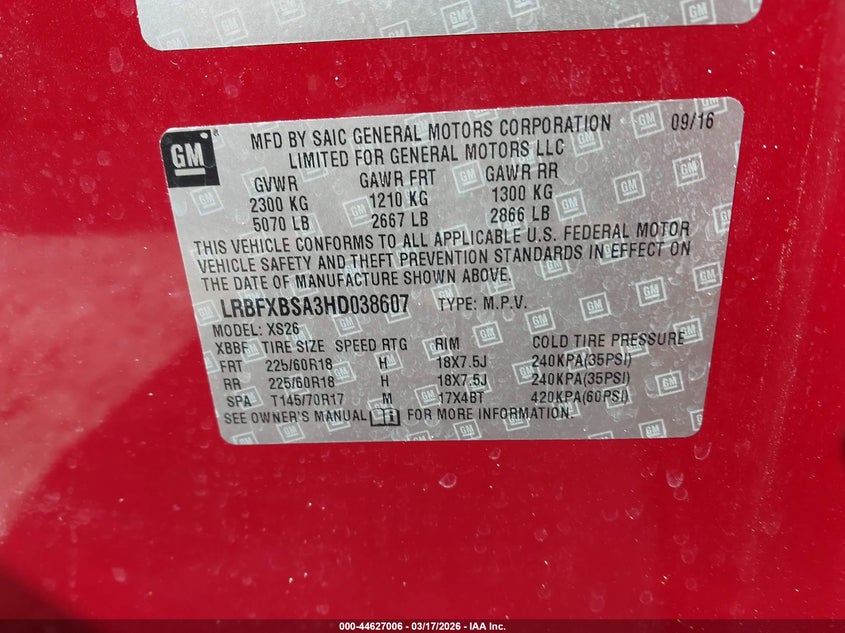 GM GM
GM
MFD BY SAIC GENERAL MOTORS CORPORATION 09/16
LIMITED FOR GENERAL MOTORS LLC
GVWR GAWR FRT GAWR RR
2300 KG 1210 KG 1300 KG
5070 LB 2667 LB 2866 LB
THIS VEHICLE CONFORMS TO ALL APPLICABLE U.S. FEDERAL MOTOR
VEHICLE SAFETY AND THEFT PREVENTION STANDARDS IN EFFECT ON
THE DATE OF MANUFACTURE SHOWN ABOVE.
LRBFXBSA3HD038607 TYPE: M.P.V.
MODEL: XS26
XBBF TIRE SIZE SPEED RTG RIM COLD TIRE PRESSURE
FRT 225/60R18 H 18X7.5J 240KPA(35PSI)
RR 225/60R18 H 18X7.5J 240KPA(35PSI)
SPA T145/70R17 M 17X4BT 420KPA(60PSI)
SEE OWNER'S MANUAL FOR MORE INFORMATION.
000-44627006 — 03/17/2026 — IAA Inc.